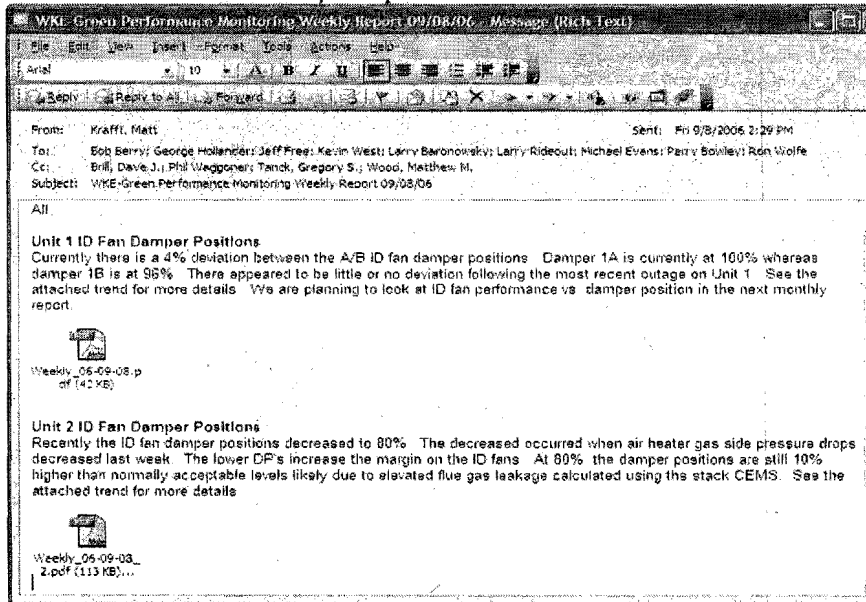 WKE-Green Performance Monitoring Weekly Report 09/08/06 - Message (Rich Text)
File Edit View Insert Format Tools Actions Help
Arial 10 A B I U
Reply Reply to All Forward
From: Krafft, Matt Sent: Fri 9/8/2006 2:29 PM
To: Bob Berry; George Hollander; Jeff Free; Kevin West; Larry Baronowsky; Larry Rideout; Michael Evans; Perry Bowley; Ron Wolfe
Cc: Brill, Dave J.; Phil Waggoner; Tanck, Gregory S.; Wood, Matthew M.
Subject: WKE-Green Performance Monitoring Weekly Report 09/08/06
All
Unit 1 ID Fan Damper Positions
Currently there is a 4% deviation between the A/B ID fan damper positions Damper 1A is currently at 100% whereas
damper 1B is at 96% There appeared to be little or no deviation following the most recent outage on Unit 1 See the
attached trend for more details We are planning to look at ID fan performance vs damper position in the next monthly
report
Weekly_06-09-08.p
df (42 KB)
Unit 2 ID Fan Damper Positions
Recently the ID fan damper positions decreased to 80% The decreased occurred when air heater gas side pressure drops
decreased last week The lower DP's increase the margin on the ID fans At 80% the damper positions are still 10%
higher than normally acceptable levels likely due to elevated flue gas leakage calculated using the stack CEMS. See the
attached trend for more details
Weekly_06-09-08_
2.pdf (113 KB)...